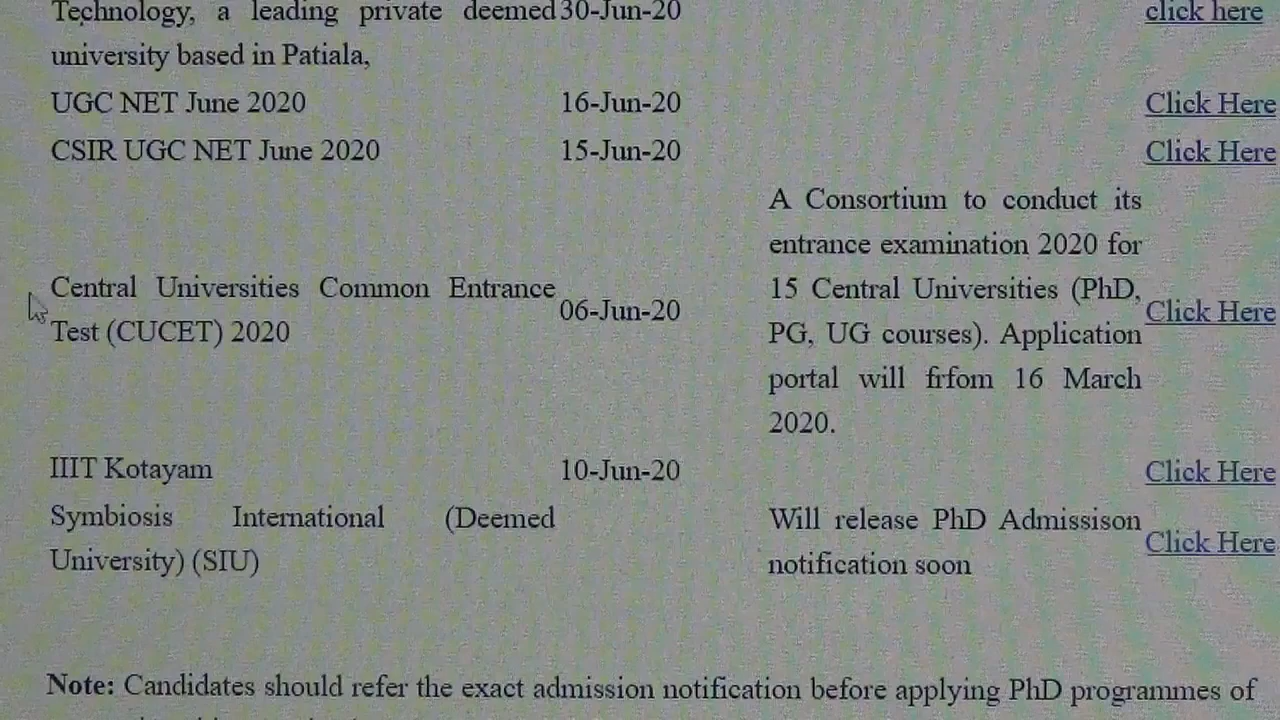 Technology, a leading private deemed 30-Jun-20 click here
university based in Patiala,
UGC NET June 2020 16-Jun-20 Click Here
CSIR UGC NET June 2020 15-Jun-20 Click Here
Central Universities Common Entrance
Test (CUCET) 2020
06-Jun-20
A Consortium to conduct its
entrance examination 2020 for
15 Central Universities (PhD,
PG, UG courses). Application
portal will frfom 16 March
2020.
Click Here
IIIT Kotayam 10-Jun-20 Click Here
Symbiosis International (Deemed
University) (SIU)
Will release PhD Admissison
notification soon
Click Here
Note: Candidates should refer the exact admission notification before applying PhD programmes of